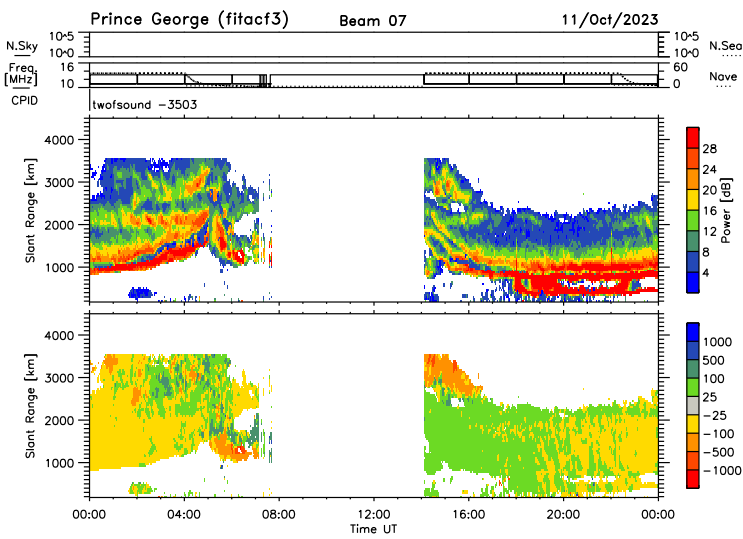 Prince George (fitacf3) Beam 07 11/Oct/2023
10^5 10^5
N.Sky N.Sea
10^0 10^0
Freq. 16 60
[MHz] Nave
10 0
CPID twofsound -3503
4000
3000
2000
1000
Slant Range [km]
28
24
20
16
12
8
4
Power [dB]
4000
3000
2000
1000
Slant Range [km]
1000
500
100
25
-25
-100
-500
-1000
00:00 04:00 08:00 12:00 16:00 20:00 00:00
Time UT